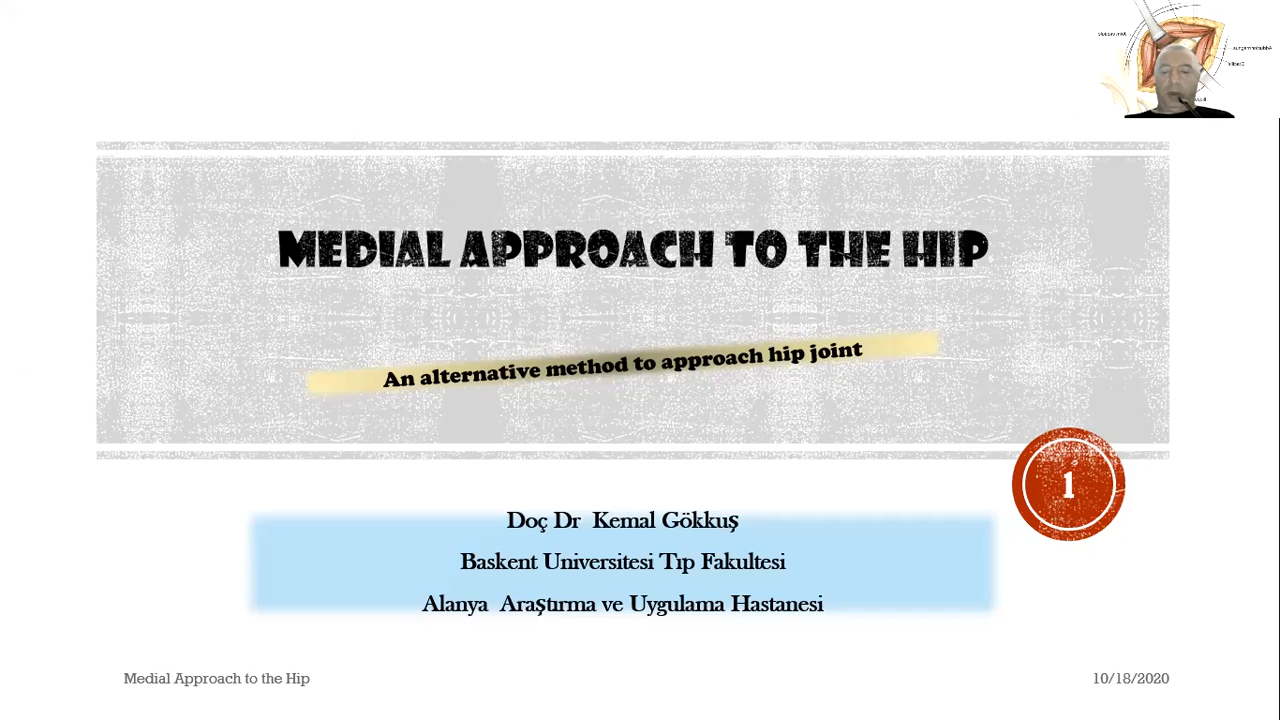 MEDIAL APPROACH TO THE HIP
An alternative method to approach hip joint
1
Doç Dr Kemal Gökkuş
Baskent Universitesi Tıp Fakultesi
Alanya Araştırma ve Uygulama Hastanesi
Medial Approach to the Hip
10/18/2020